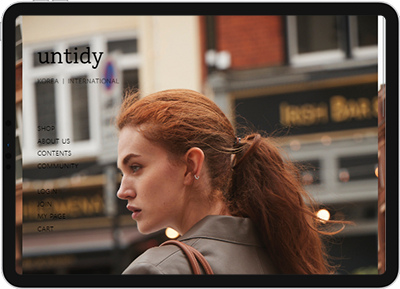 untidy
KOREA | INTERNATIONAL
SHOP
ABOUT US
CONTENTS
COMMUNITY
LOGIN
JOIN
MY PAGE
CART
IRISH BAR